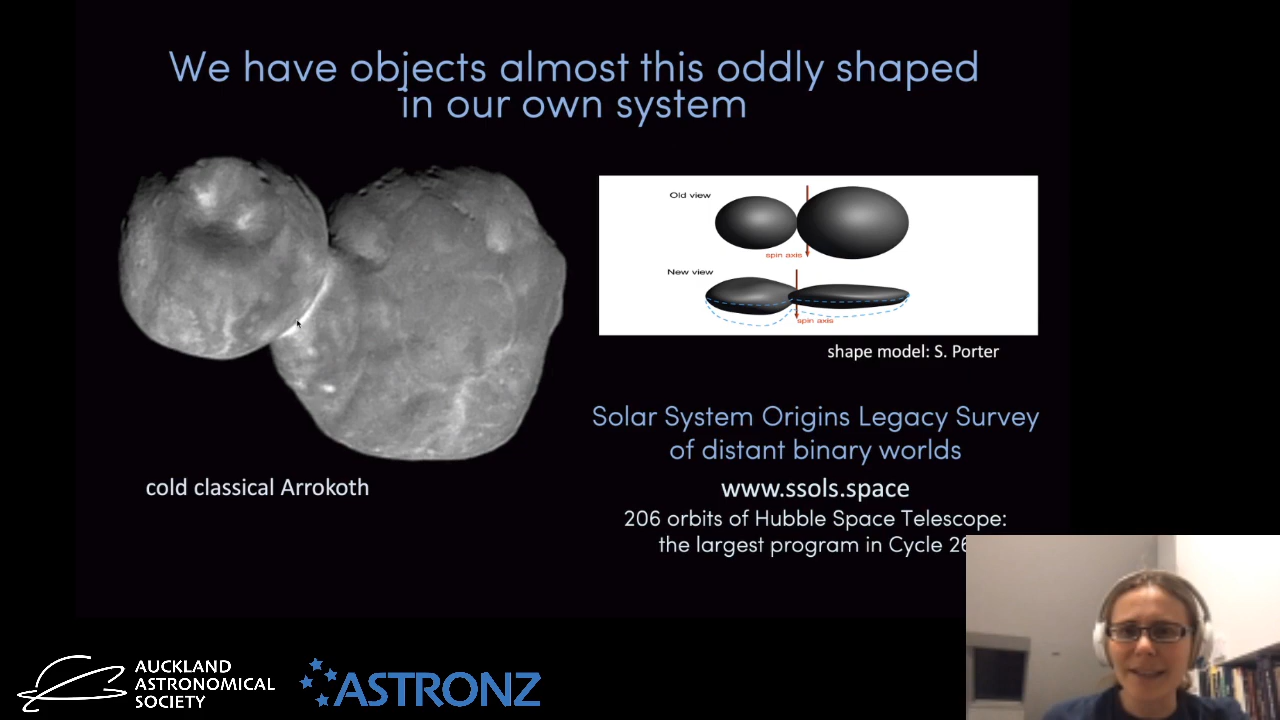 We have objects almost this oddly shaped
in our own system
Old view
spin axis
New view
spin axis
shape model: S. Porter
Solar System Origins Legacy Survey
of distant binary worlds
www.ssols.space
206 orbits of Hubble Space Telescope:
the largest program in Cycle 26
cold classical Arrokoth
AUCKLAND
ASTRONOMICAL
SOCIETY
ASTRONZ